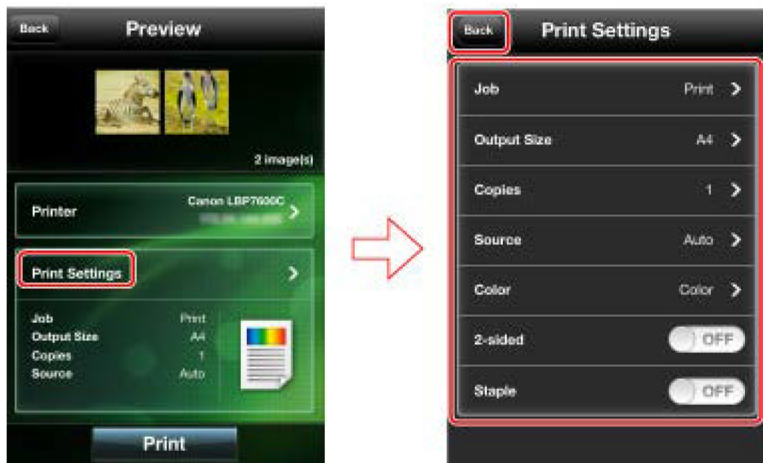 Back Preview
2 image(s)
Printer Canon LBP7600C
Print Settings
Job Print
Output Size A4
Copies 1
Source Auto
Print
Back Print Settings
Job Print
Output Size A4
Copies 1
Source Auto
Color Color
2-sided OFF
Staple OFF